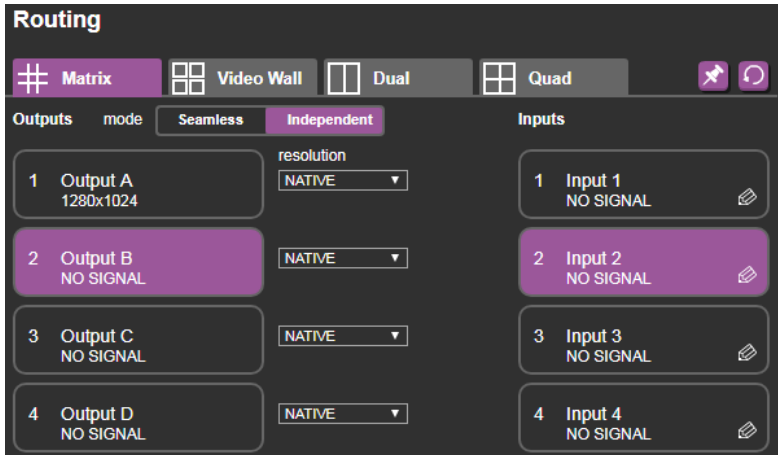 Routing
Matrix
Video Wall
Dual
Quad
Outputs mode Seamless Independent Inputs
resolution
1 Output A
1280x1024
NATIVE
1 Input 1
NO SIGNAL
2 Output B
NO SIGNAL
NATIVE
2 Input 2
NO SIGNAL
3 Output C
NO SIGNAL
NATIVE
3 Input 3
NO SIGNAL
4 Output D
NO SIGNAL
NATIVE
4 Input 4
NO SIGNAL